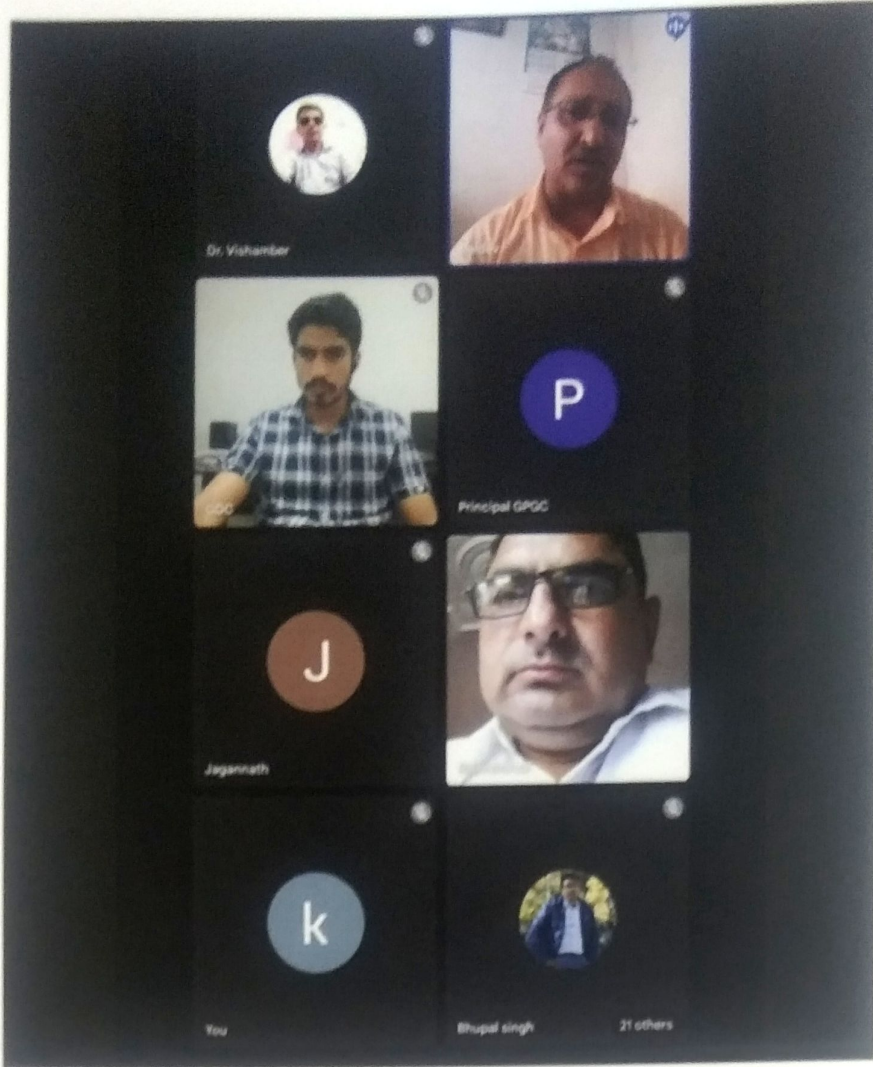 Dr. Vishamber
P
Principal GPGC
J
Jagannath
k
You
Bhupal singh
21 others